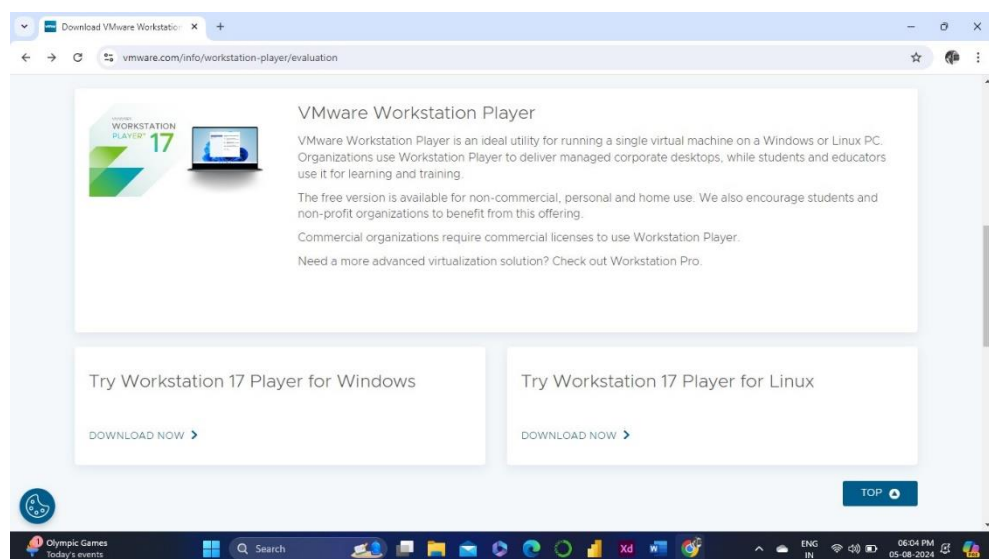 Download VMware Workstation
vmware.com/info/workstation-player/evaluation
WORKSTATION
PLAYER™ 17
VMware Workstation Player
VMware Workstation Player is an ideal utility for running a single virtual machine on a Windows or Linux PC.
Organizations use Workstation Player to deliver managed corporate desktops, while students and educators
use it for learning and training.
The free version is available for non-commercial, personal and home use. We also encourage students and
non-profit organizations to benefit from this offering.
Commercial organizations require commercial licenses to use Workstation Player.
Need a more advanced virtualization solution? Check out Workstation Pro.
Try Workstation 17 Player for Windows
DOWNLOAD NOW
Try Workstation 17 Player for Linux
DOWNLOAD NOW
TOP
1
Olympic Games
Today's events
Search
Xd
ENG
IN
06:04 PM
05-08-2024